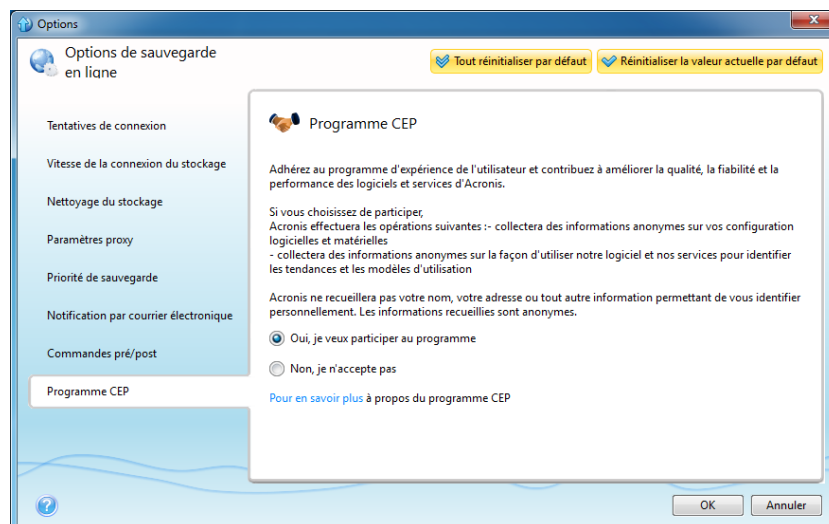 Options
Options de sauvegarde
en ligne
Tout réinitialiser par défaut
Réinitialiser la valeur actuelle par défaut
Tentatives de connexion
Vitesse de la connexion du stockage
Nettoyage du stockage
Paramètres proxy
Priorité de sauvegarde
Notification par courrier électronique
Commandes pré/post
Programme CEP
Programme CEP
Adhérez au programme d'expérience de l'utilisateur et contribuez à améliorer la qualité, la fiabilité et la
performance des logiciels et services d'Acronis.
Si vous choisissez de participer,
Acronis effectuera les opérations suivantes :- collectera des informations anonymes sur vos configuration
logicielles et matérielles
- collectera des informations anonymes sur la façon d'utiliser notre logiciel et nos services pour identifier
les tendances et les modèles d'utilisation
Acronis ne recueillera pas votre nom, votre adresse ou tout autre information permettant de vous identifier
personnellement. Les informations recueillies sont anonymes.
Oui, je veux participer au programme
Non, je n'accepte pas
Pour en savoir plus à propos du programme CEP
OK
Annuler